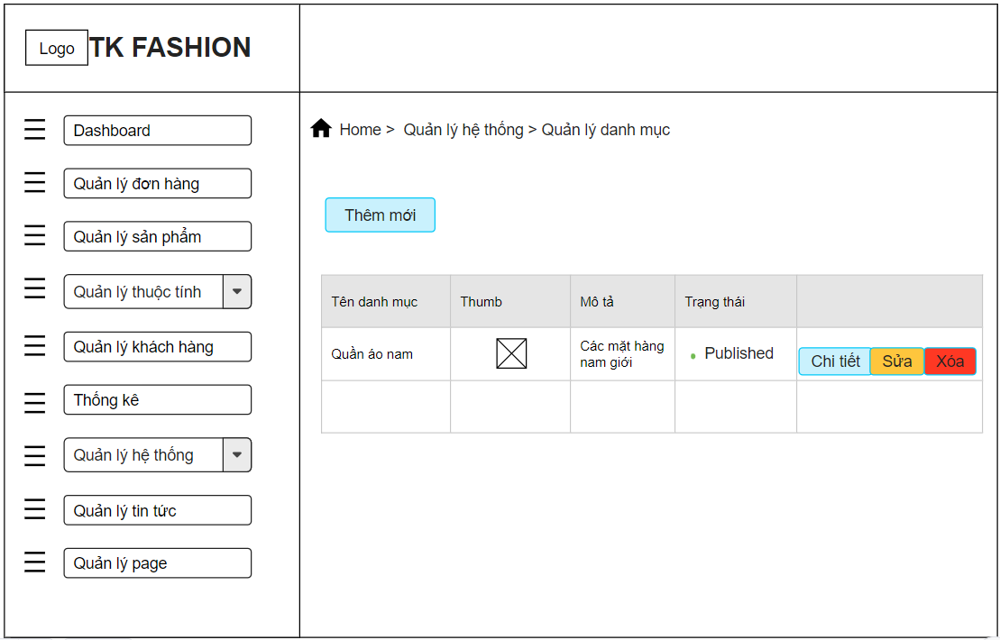 Logo TK FASHION
Dashboard
Quản lý đơn hàng
Quản lý sản phẩm
Quản lý thuộc tính
Quản lý khách hàng
Thống kê
Quản lý hệ thống
Quản lý tin tức
Quản lý page
Home > Quản lý hệ thống > Quản lý danh mục
Thêm mới
Tên danh mục Thumb Mô tả Trạng thái
Quần áo nam Các mặt hàng nam giới Published Chi tiết Sửa Xóa